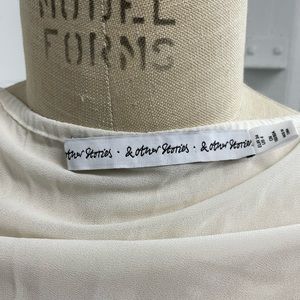 MODEL
FORMS
& other Stories · & other Stories · & other Stories